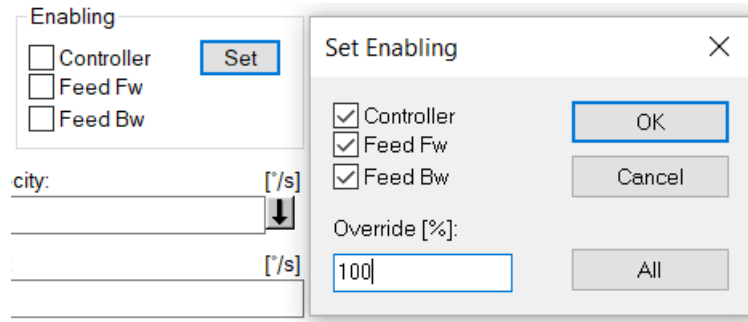 Enabling
Controller
Set
Feed Fw
Feed Bw
city:
[°/s]
[°/s]
Set Enabling
Controller
OK
Feed Fw
Feed Bw
Cancel
Override [%]:
100
All